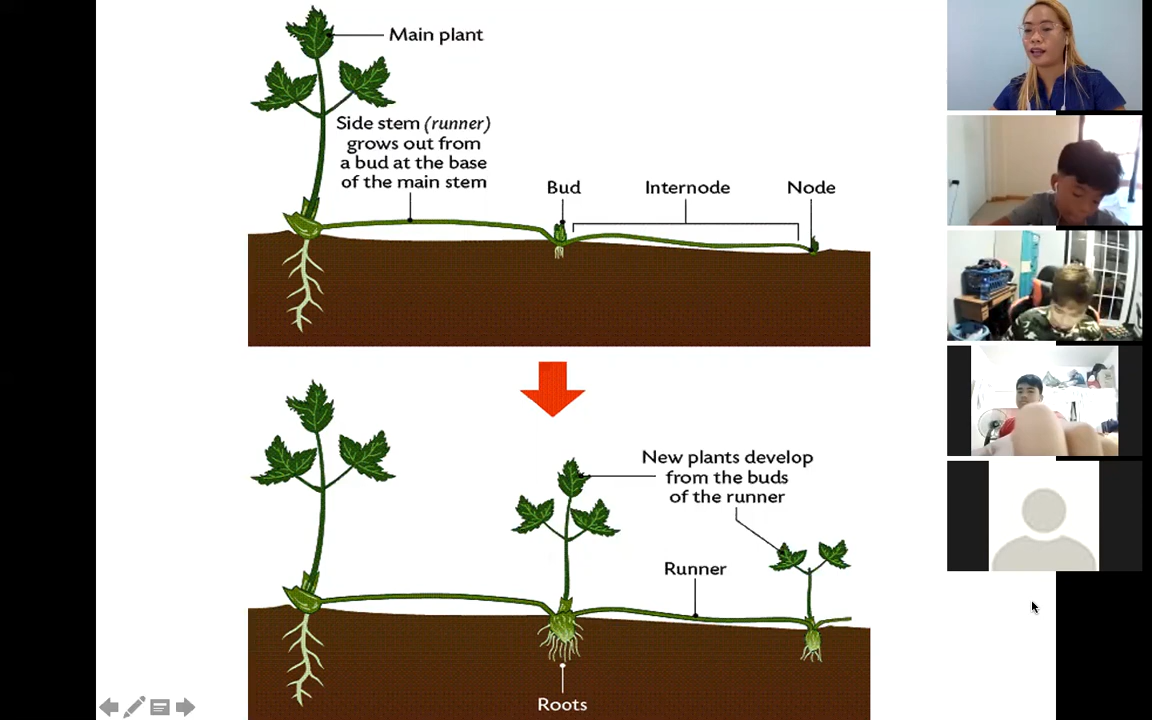 Main plant
Side stem (runner)
grows out from
a bud at the base
of the main stem
Bud
Internode
Node
New plants develop
from the buds
of the runner
Runner
Roots